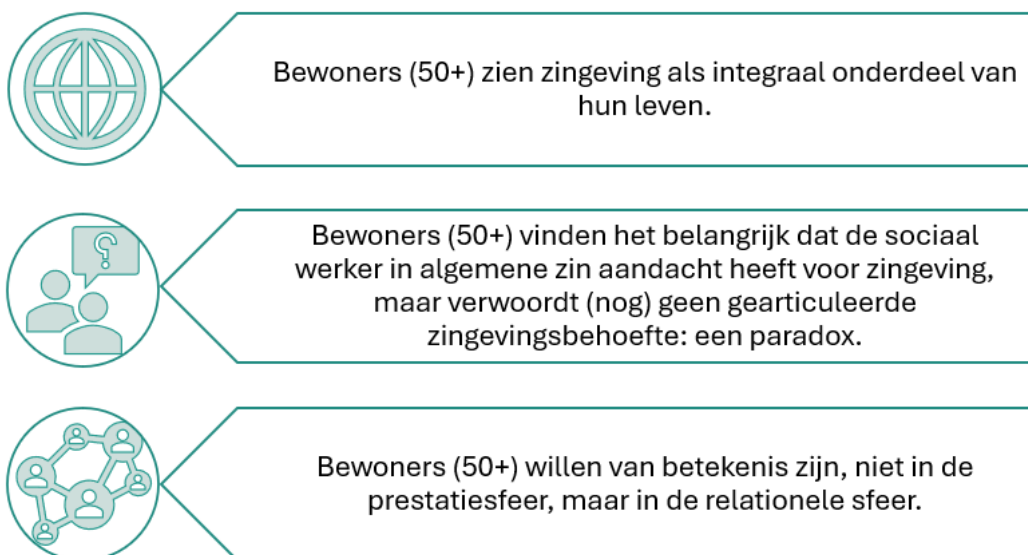 Bewoners (50+) zien zingeving als integraal onderdeel van
hun leven.
?
Bewoners (50+) vinden het belangrijk dat de sociaal
werker in algemene zin aandacht heeft voor zingeving,
maar verwoordt (nog) geen gearticuleerde
zingevingsbehoefte: een paradox.
Bewoners (50+) willen van betekenis zijn, niet in de
prestatiesfeer, maar in de relationele sfeer.